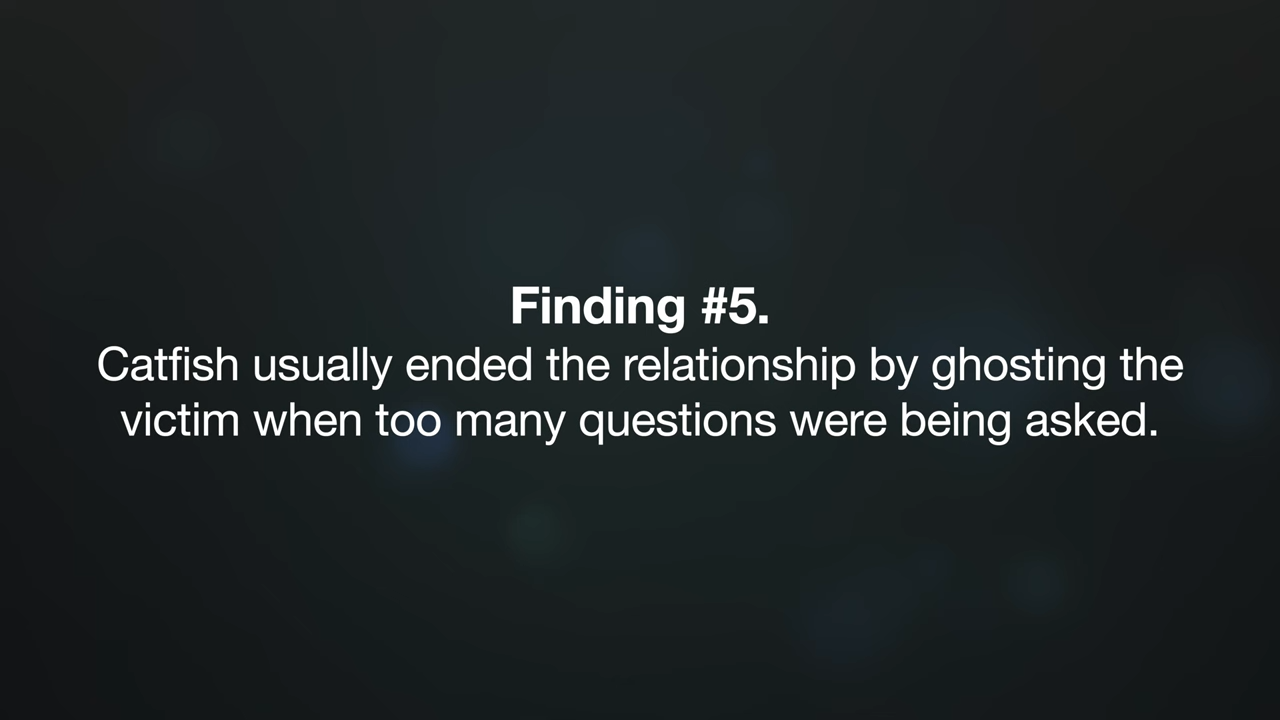 Finding #5.
Catfish usually ended the relationship by ghosting the
victim when too many questions were being asked.